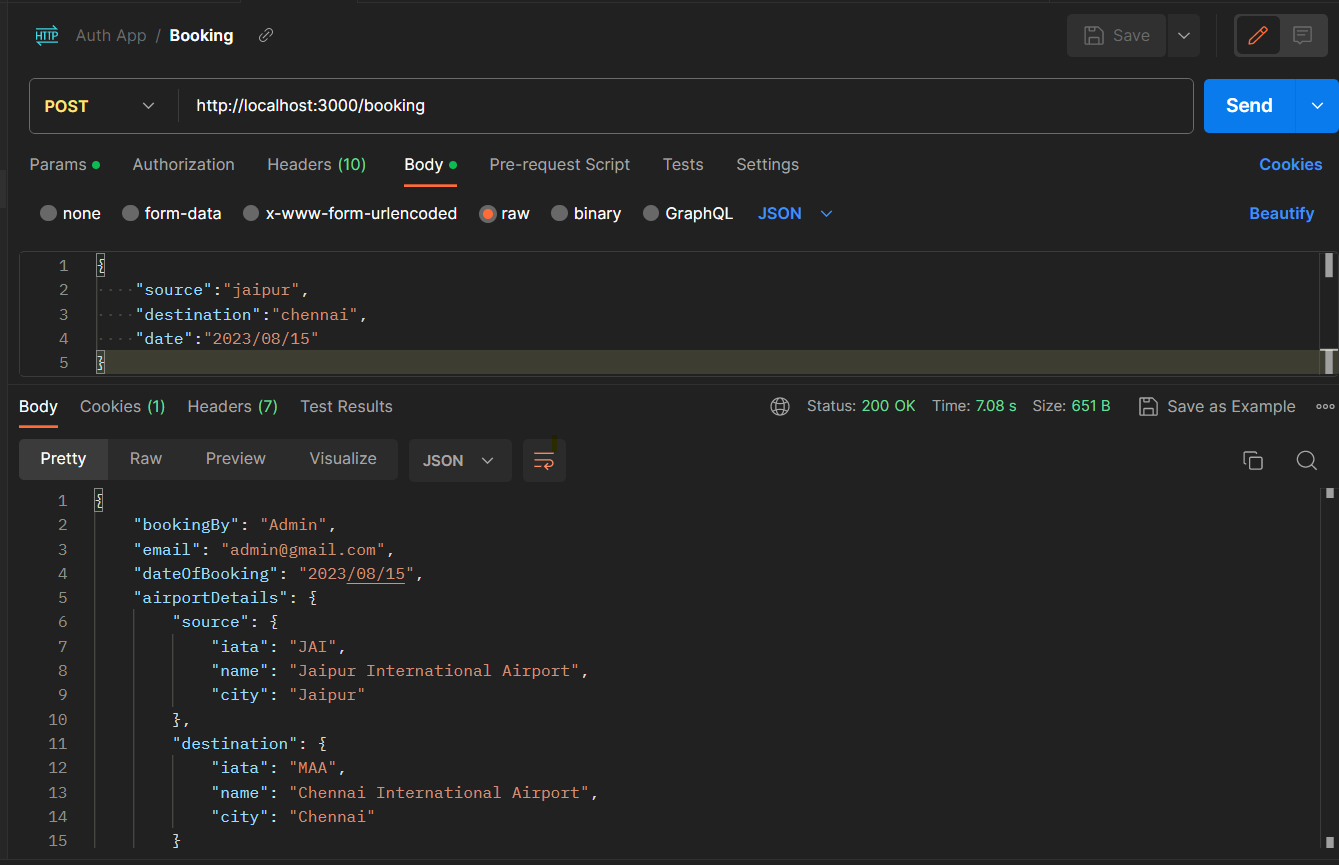 HTTP Auth App / Booking Save
POST http://localhost:3000/booking Send
Params Authorization Headers (10) Body Pre-request Script Tests Settings Cookies
none form-data x-www-form-urlencoded raw binary GraphQL JSON Beautify
1 {
2 "source":"jaipur",
3 "destination":"chennai",
4 "date":"2023/08/15"
5 }
Body Cookies (1) Headers (7) Test Results Status: 200 OK Time: 7.08 s Size: 651 B Save as Example
Pretty Raw Preview Visualize JSON
1 {
2 "bookingBy": "Admin",
3 "email": "admin@gmail.com",
4 "dateOfBooking": "2023/08/15",
5 "airportDetails": {
6 "source": {
7 "iata": "JAI",
8 "name": "Jaipur International Airport",
9 "city": "Jaipur"
10 },
11 "destination": {
12 "iata": "MAA",
13 "name": "Chennai International Airport",
14 "city": "Chennai"
15 }